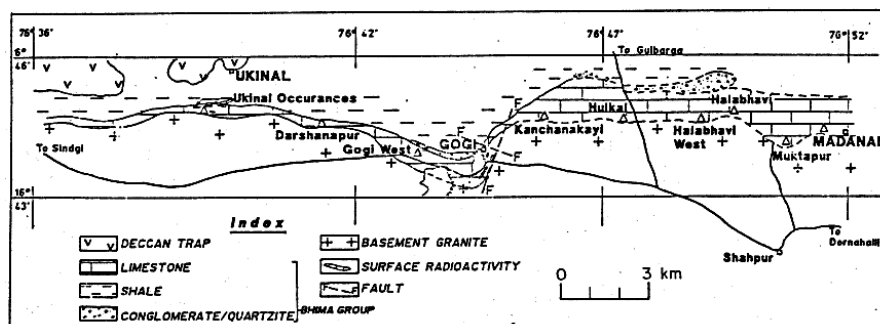 76° 36' 76° 42' 76° 47' 76° 52'
To Gulbarga
46'
UKINAL
Ukinal Occurances
Halabhavi
Hulkal
Darshanapur
Kanchanakayi
Halabhavi West
MADANAL
Gogi West
GOGI
F
F
F
F
Muktapur
To Sindgi
16° 43'
To Dornahalli
Shahpur
Index
DECCAN TRAP
BASEMENT GRANITE
LIMESTONE
SURFACE RADIOACTIVITY
SHALE
FAULT
CONGLOMERATE/QUARTZITE
BHIMA GROUP
0 3 km